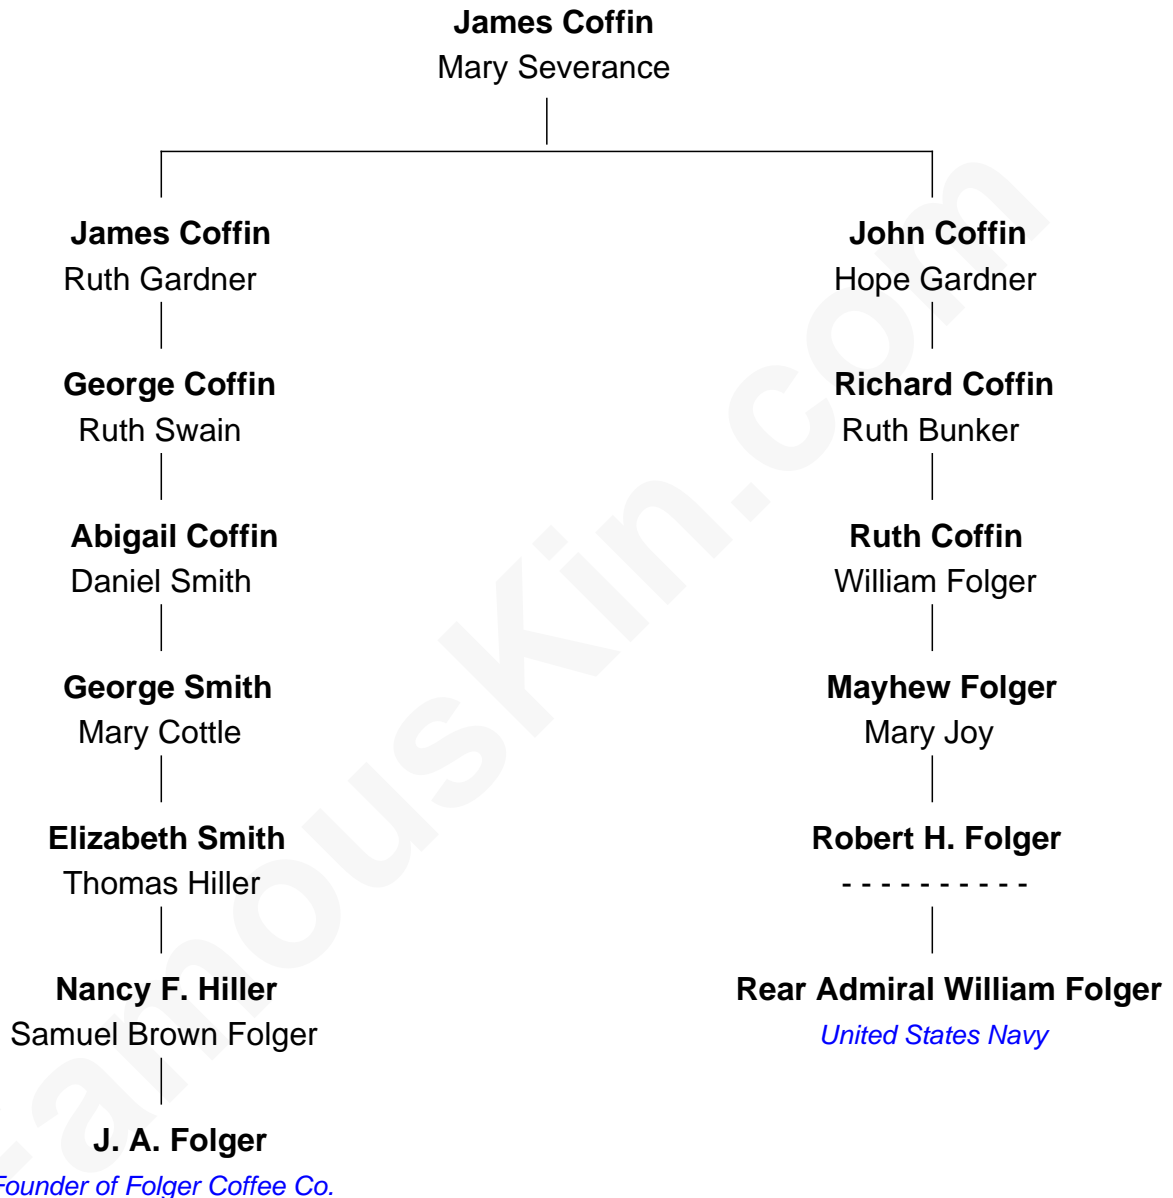 James Coffin
Mary Severance
James Coffin
Ruth Gardner
George Coffin
Ruth Swain
Abigail Coffin
Daniel Smith
George Smith
Mary Cottle
Elizabeth Smith
Thomas Hiller
Nancy F. Hiller
Samuel Brown Folger
J. A. Folger
Founder of Folger Coffee Co.
John Coffin
Hope Gardner
Richard Coffin
Ruth Bunker
Ruth Coffin
William Folger
Mayhew Folger
Mary Joy
Robert H. Folger
- - - - - - - - - -
Rear Admiral William Folger
United States Navy
-amousKin.com